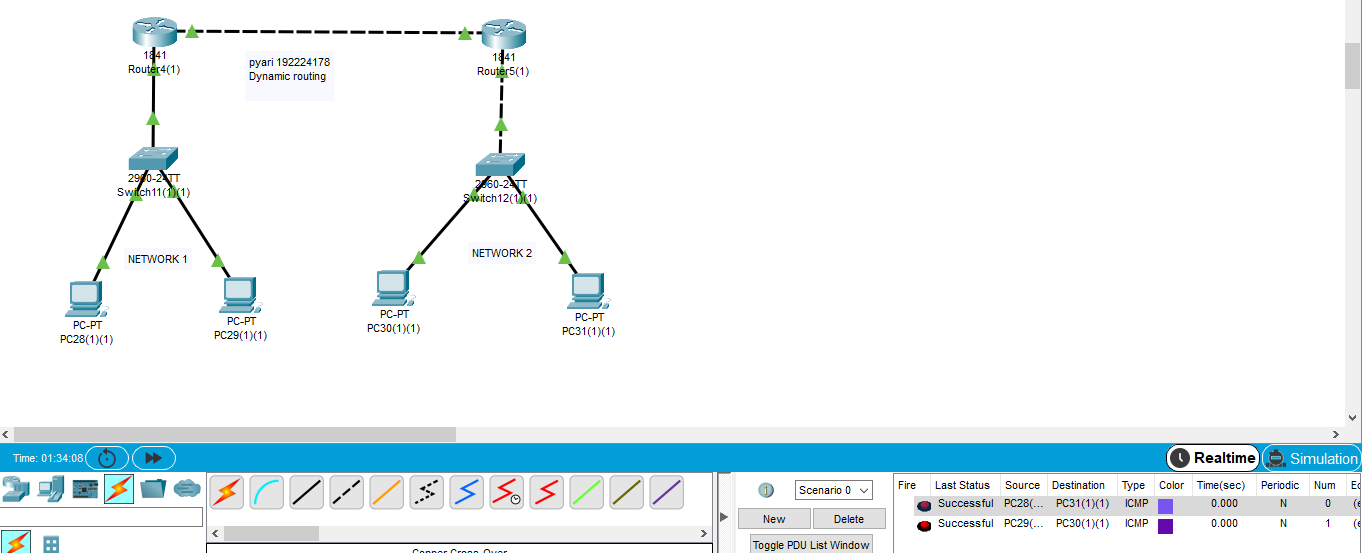 1841
Router4(1)
pyari 192224178
Dynamic routing
1841
Router5(1)
2960-24TT
Switch11(1)(1)
2960-24TT
Switch12(1)(1)
NETWORK 1
NETWORK 2
PC-PT
PC28(1)(1)
PC-PT
PC29(1)(1)
PC-PT
PC30(1)(1)
PC-PT
PC31(1)(1)
Time: 01:34:08
Realtime
Simulation
Scenario 0
New
Delete
Toggle PDU List Window
Fire Last Status Source Destination Type Color Time(sec) Periodic Num
Successful PC28(... PC31(1)(1) ICMP 0.000 N 0 (e
Successful PC29(... PC30(1)(1) ICMP 0.000 N 1 (e
Copper Cross-Over